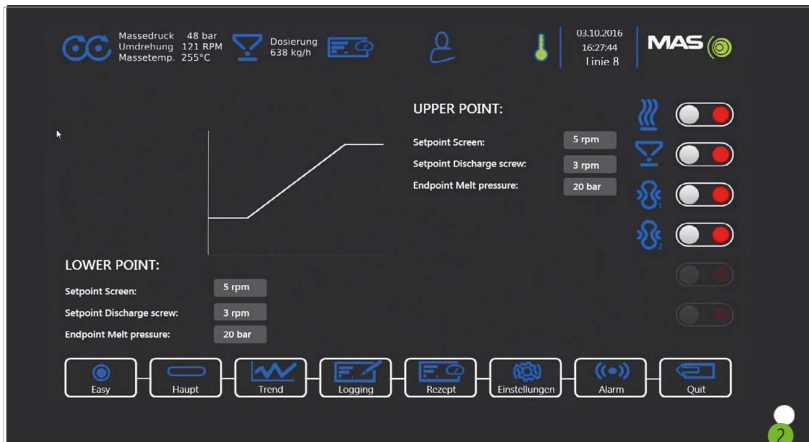 Massedruck 48 bar
Umdrehung 121 RPM
Massetemp. 255°C
Dosierung
638 kg/h
03.10.2016
16:27:44
Linie 8
MAS
UPPER POINT:
Setpoint Screen: 5 rpm
Setpoint Discharge screw: 3 rpm
Endpoint Melt pressure: 20 bar
1
2
LOWER POINT:
Setpoint Screen: 5 rpm
Setpoint Discharge screw: 3 rpm
Endpoint Melt pressure: 20 bar
Easy Haupt Trend Logging Rezept Einstellungen Alarm Quit
2